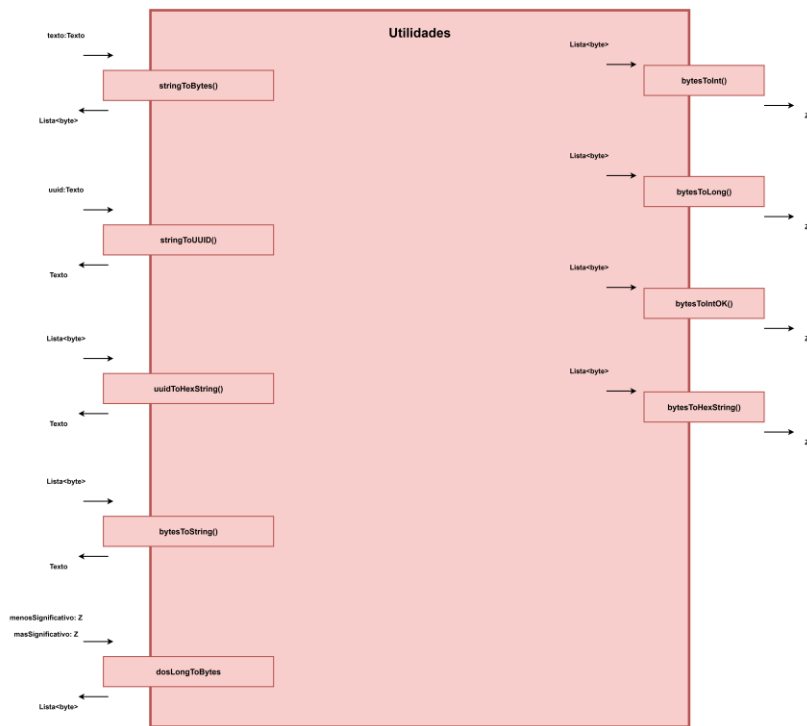 Utilidades
texto:Texto
stringToBytes()
Lista<byte>
uuid:Texto
stringToUUID()
Texto
Lista<byte>
uuidToHexString()
Texto
Lista<byte>
bytesToString()
Texto
menosSignificativo: Z
masSignificativo: Z
dosLongToBytes
Lista<byte>
Lista<byte>
bytesToInt()
Z
Lista<byte>
bytesToLong()
Z
Lista<byte>
bytesToIntOK()
Z
Lista<byte>
bytesToHexString()
Z